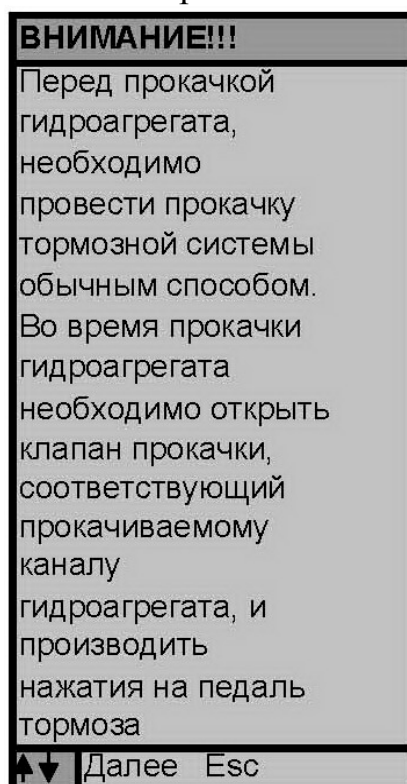 ВНИМАНИЕ!!!
Перед прокачкой
гидроагрегата,
необходимо
провести прокачку
тормозной системы
обычным способом.
Во время прокачки
гидроагрегата
необходимо открыть
клапан прокачки,
соответствующий
прокачиваемому
каналу
гидроагрегата, и
производить
нажатия на педаль
тормоза
Далее Esc